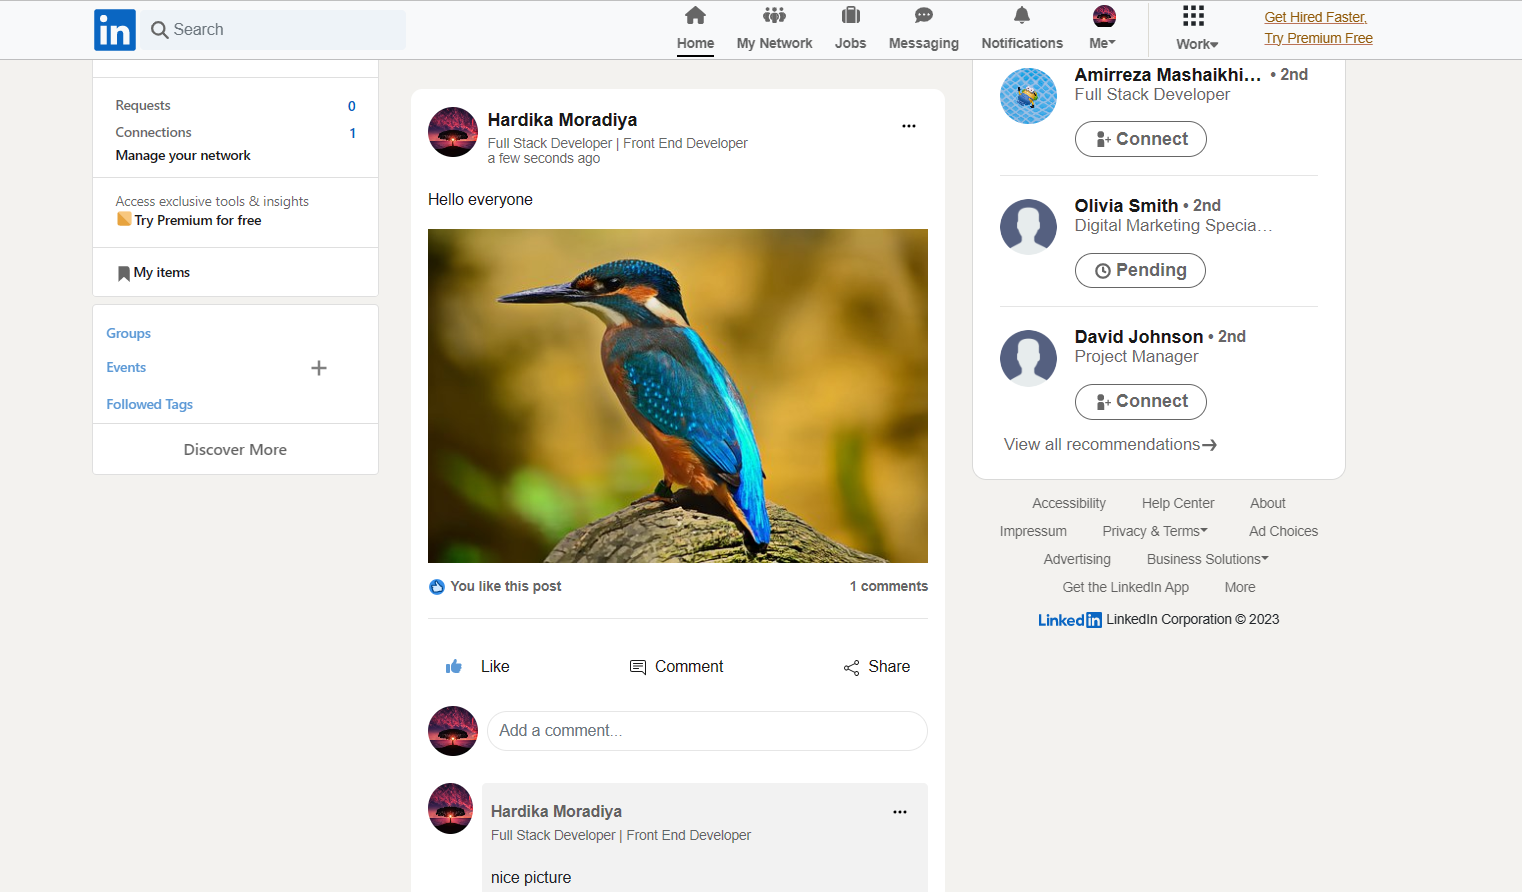 in
Search
Home
My Network
Jobs
Messaging
Notifications
Me
Work
Get Hired Faster.
Try Premium Free
Requests 0
Connections 1
Manage your network
Access exclusive tools & insights
Try Premium for free
My items
Groups
Events
Followed Tags
Discover More
Hardika Moradiya
Full Stack Developer | Front End Developer
a few seconds ago
Hello everyone
You like this post 1 comments
Like Comment Share
Add a comment...
Hardika Moradiya
Full Stack Developer | Front End Developer
nice picture
Amirreza Mashaikhi... • 2nd
Full Stack Developer
Connect
Olivia Smith • 2nd
Digital Marketing Specia...
Pending
David Johnson • 2nd
Project Manager
Connect
View all recommendations
Accessibility Help Center About
Impressum Privacy & Terms Ad Choices
Advertising Business Solutions
Get the LinkedIn App More
Linked in LinkedIn Corporation © 2023